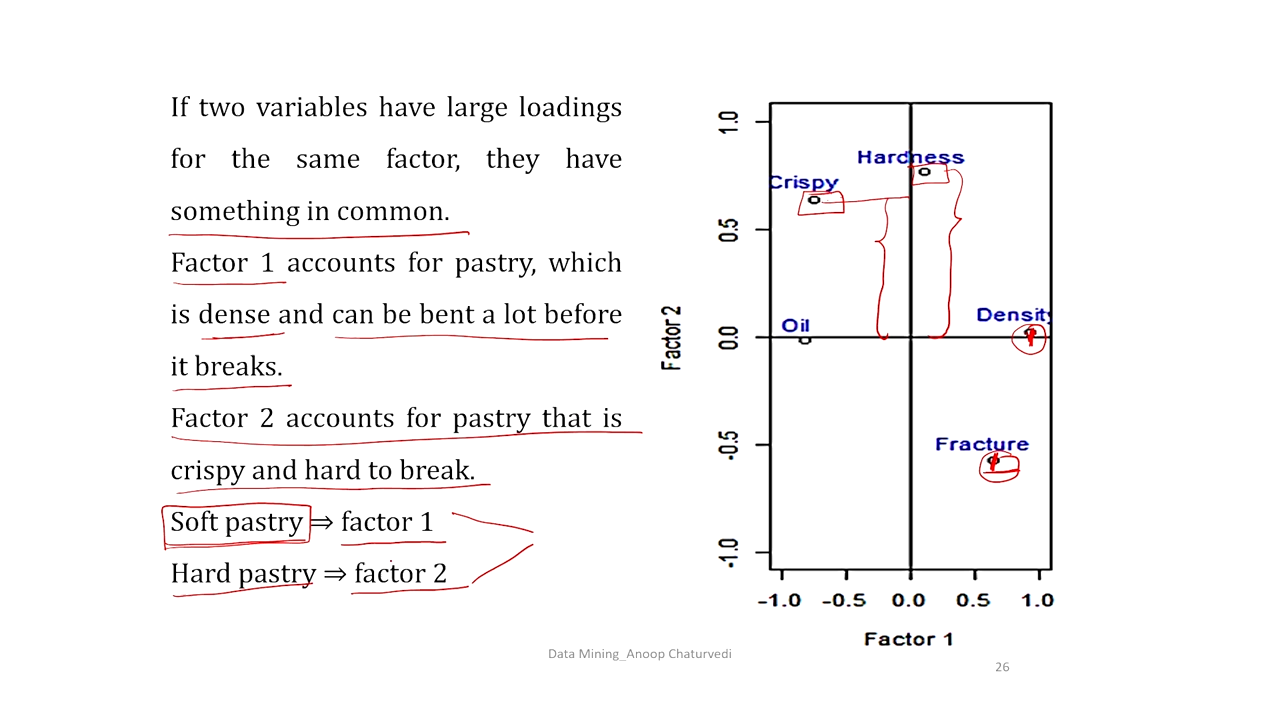 If two variables have large loadings
for the same factor, they have
something in common.
Factor 1 accounts for pastry, which
is dense and can be bent a lot before
it breaks.
Factor 2 accounts for pastry that is
crispy and hard to break.
Soft pastry ⇒ factor 1
Hard pastry ⇒ factor 2
Hardness
Crispy
Oil
Density
Fracture
Factor 2
1.0
0.5
0.0
-0.5
-1.0
-1.0 -0.5 0.0 0.5 1.0
Factor 1
Data Mining_Anoop Chaturvedi
26